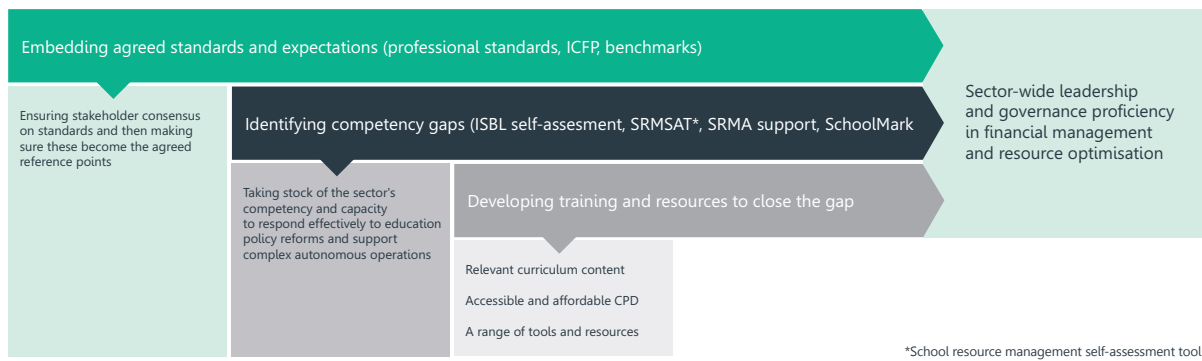 Embedding agreed standards and expectations (professional standards, ICFP, benchmarks)
Ensuring stakeholder consensus
on standards and then making
sure these become the agreed
reference points
Identifying competency gaps (ISBL self-assesment, SRMSAT*, SRMA support, SchoolMark
Taking stock of the sector's
competency and capacity
to respond effectively to education
policy reforms and support
complex autonomous operations
Developing training and resources to close the gap
Relevant curriculum content
Accessible and affordable CPD
A range of tools and resources
Sector-wide leadership
and governance proficiency
in financial management
and resource optimisation
*School resource management self-assessment tool